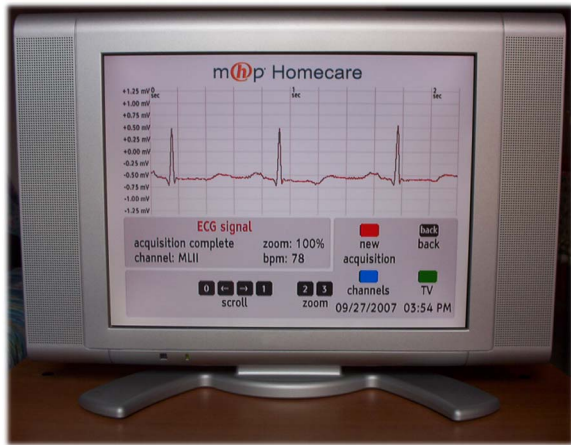 mhp Homecare
0 sec
1 sec
2 sec
+1.25 mV
+1.00 mV
+0.75 mV
+0.50 mV
+0.25 mV
+0.00 mV
-0.25 mV
-0.50 mV
-0.75 mV
-1.00 mV
-1.25 mV
ECG signal
acquisition complete zoom: 100%
channel: MLII bpm: 78
new acquisition
back
back
0 ← → 1
scroll
2 3
zoom
channels
TV
09/27/2007 03:54 PM